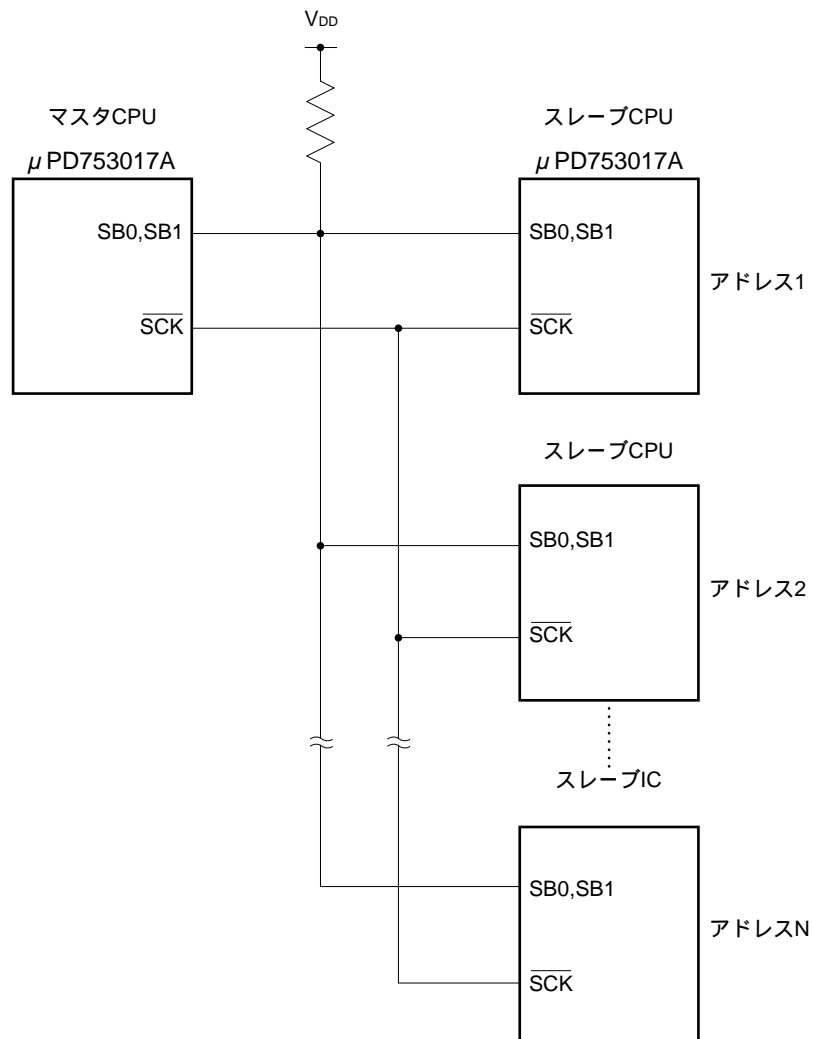 VDD
マスタCPU
μPD753017A
SB0,SB1
SCK
スレーブCPU
μPD753017A
SB0,SB1
SCK
アドレス1
スレーブCPU
SB0,SB1
SCK
アドレス2
スレーブIC
SB0,SB1
SCK
アドレスN